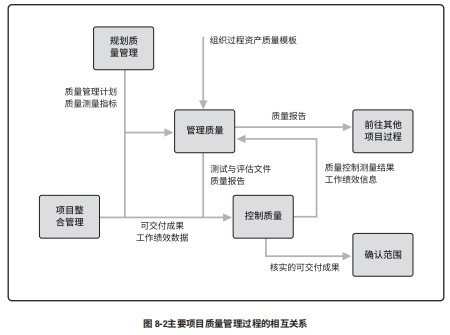 规划质
量管理
组织过程资产质量模板
质量管理计划
质量测量指标
管理质量
质量报告
前往其他
项目过程
测试与评估文件
质量报告
质量控制测量结果
工作绩效信息
项目整
合管理
控制质量
可交付成果
工作绩效数据
确认范围
核实的可交付成果
图 8-2主要项目质量管理过程的相互关系